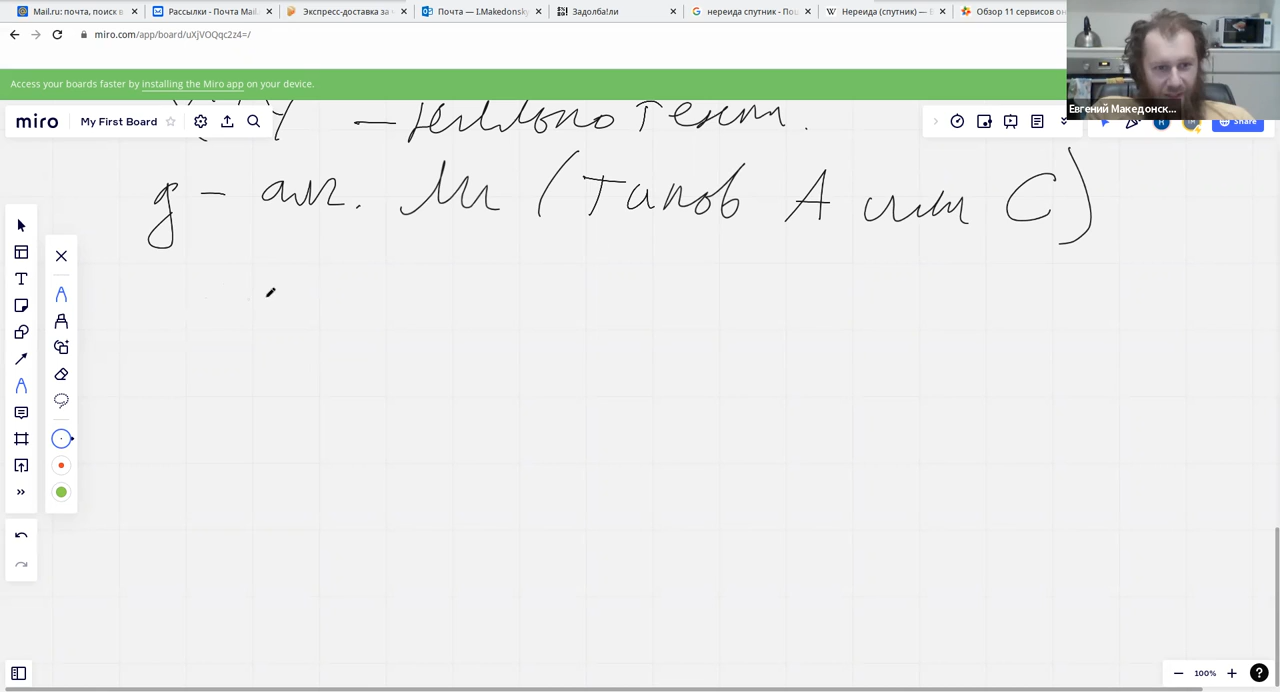 Mail.ru: почта, поиск в
Рассылки - Почта Mail.
Экспресс-доставка за
Почта — I.Makedonsky
Задолба!ли
нереида спутник - Пои
Нереида (спутник) — В
Обзор 11 сервисов он
miro.com/app/board/uXjVOQqc2z4=/
Access your boards faster by installing the Miro app on your device.
miro
My First Board
Share
Евгений Македонск...
g — алг. Ли (типов A или C)
100%